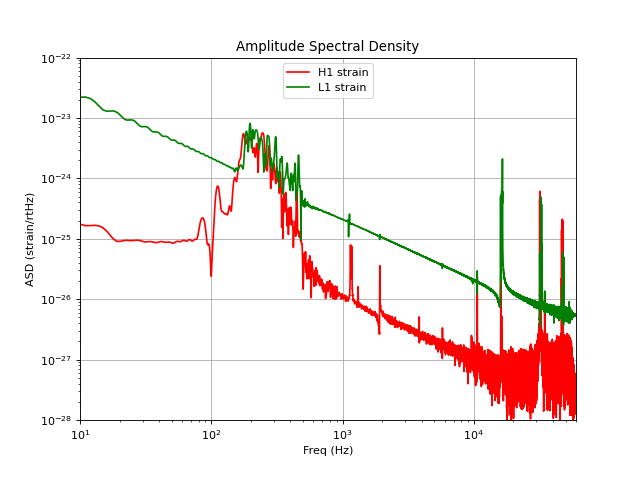 Amplitude Spectral Density
H1 strain
L1 strain
ASD (strain/rtHz)
10⁻²²
10⁻²³
10⁻²⁴
10⁻²⁵
10⁻²⁶
10⁻²⁷
10⁻²⁸
10¹ 10² 10³ 10⁴
Freq (Hz)